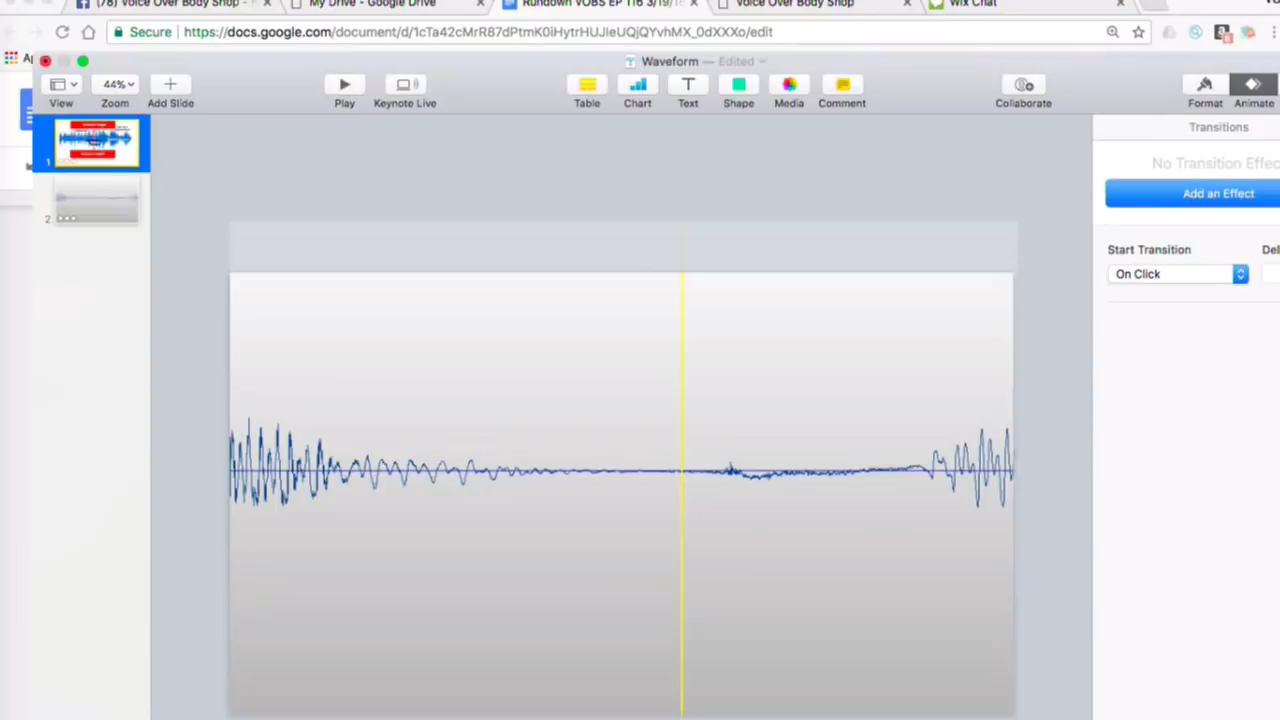 (78) Voice Over Body Shop -
My Drive - Google Drive
Rundown VOBS EP 116 3/19/18
Voice Over Body Shop
Wix Chat
Secure
https://docs.google.com/document/d/1cTa42cMrR87dPtmK0iHytrHUJIeUQjQYvhMX_0dXXXo/edit
Waveform — Edited
44%
View
Zoom
Add Slide
Play
Keynote Live
Table
Chart
Text
Shape
Media
Comment
Collaborate
Format
Animate
Transitions
1
No Transition Effec
Add an Effect
2
Start Transition
Del
On Click